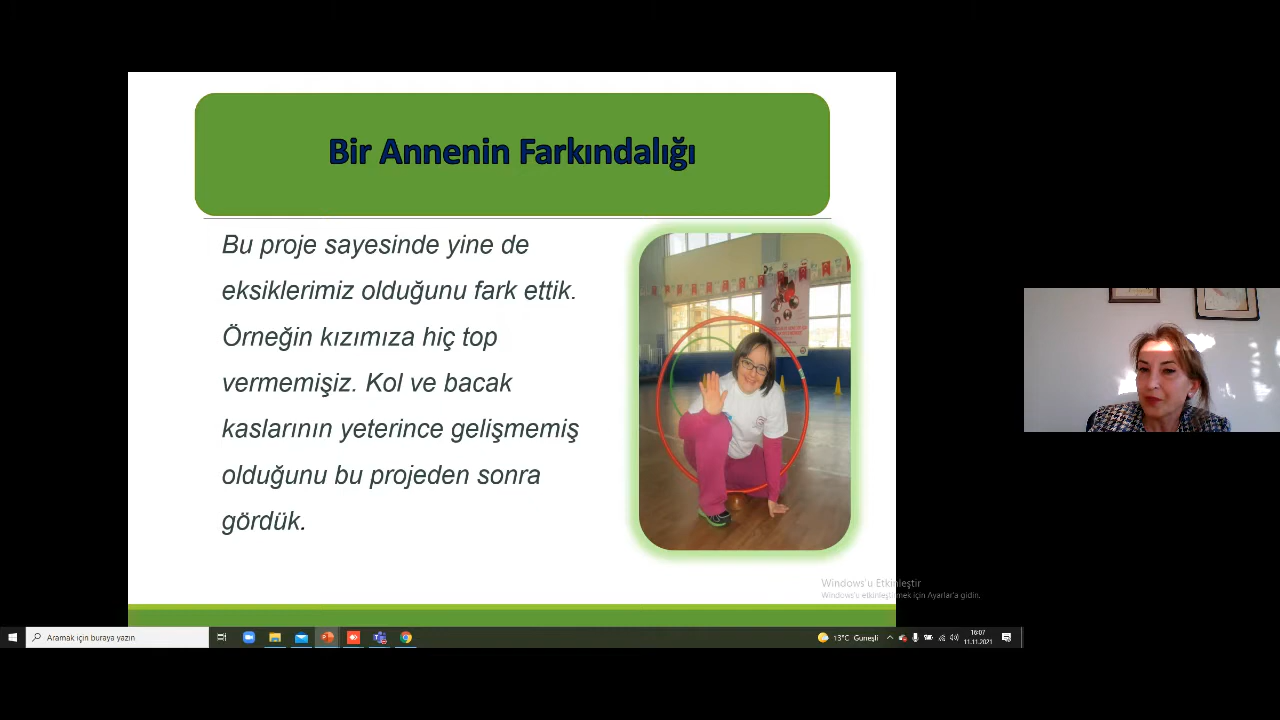 Bir Annenin Farkındalığı
Bu proje sayesinde yine de
eksiklerimiz olduğunu fark ettik.
Örneğin kızımıza hiç top
vermemişiz. Kol ve bacak
kaslarının yeterince gelişmemiş
olduğunu bu projeden sonra
gördük.
Windows'u Etkinleştir
Windows'u etkinleştirmek için Ayarlar'a gidin.
Aramak için buraya yazın
13°C Güneşli
16:07
11.11.2021